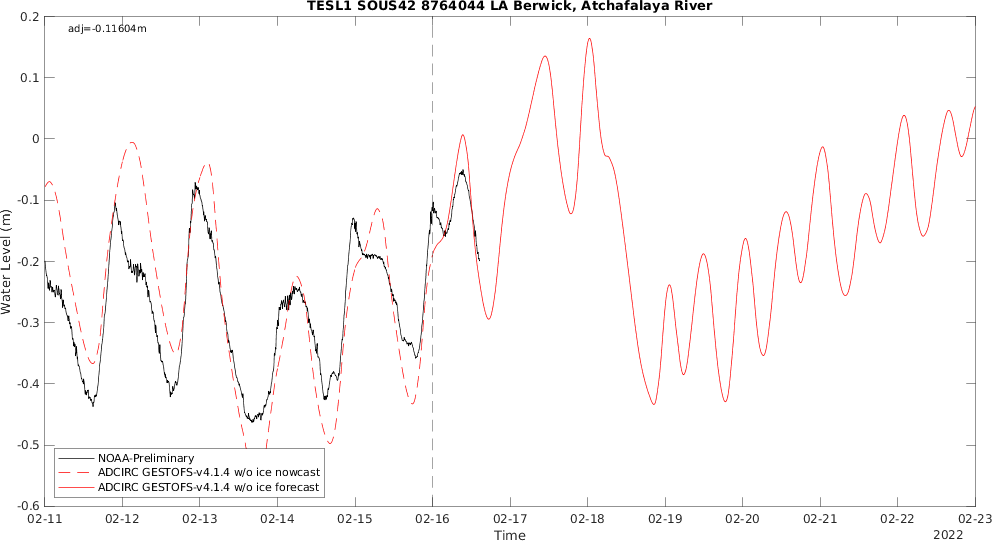 TESL1 SOUS42 8764044 LA Berwick, Atchafalaya River
adj=-0.11604m
0.2
0.1
0
-0.1
-0.2
-0.3
-0.4
-0.5
-0.6
Water Level (m)
NOAA-Preliminary
ADCIRC GESTOFS-v4.1.4 w/o ice nowcast
ADCIRC GESTOFS-v4.1.4 w/o ice forecast
02-11 02-12 02-13 02-14 02-15 02-16 02-17 02-18 02-19 02-20 02-21 02-22 02-23
Time
2022